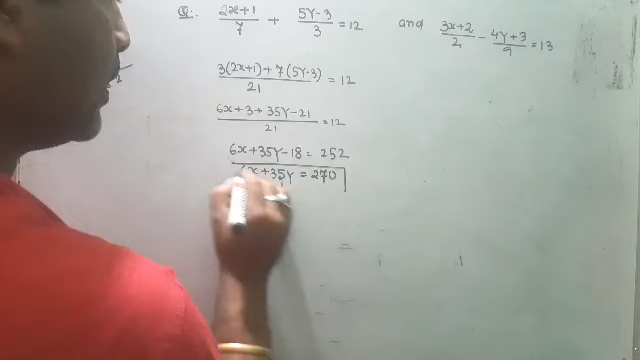 Q. (2x+1)/7 + (5Y-3)/3 = 12 and (3x+2)/2 - (4Y+3)/9 = 13
(3(2x+1)+7(5Y-3))/21 = 12
(6x+3+35Y-21)/21 = 12
6x+35Y-18 = 252
6x+35Y = 270